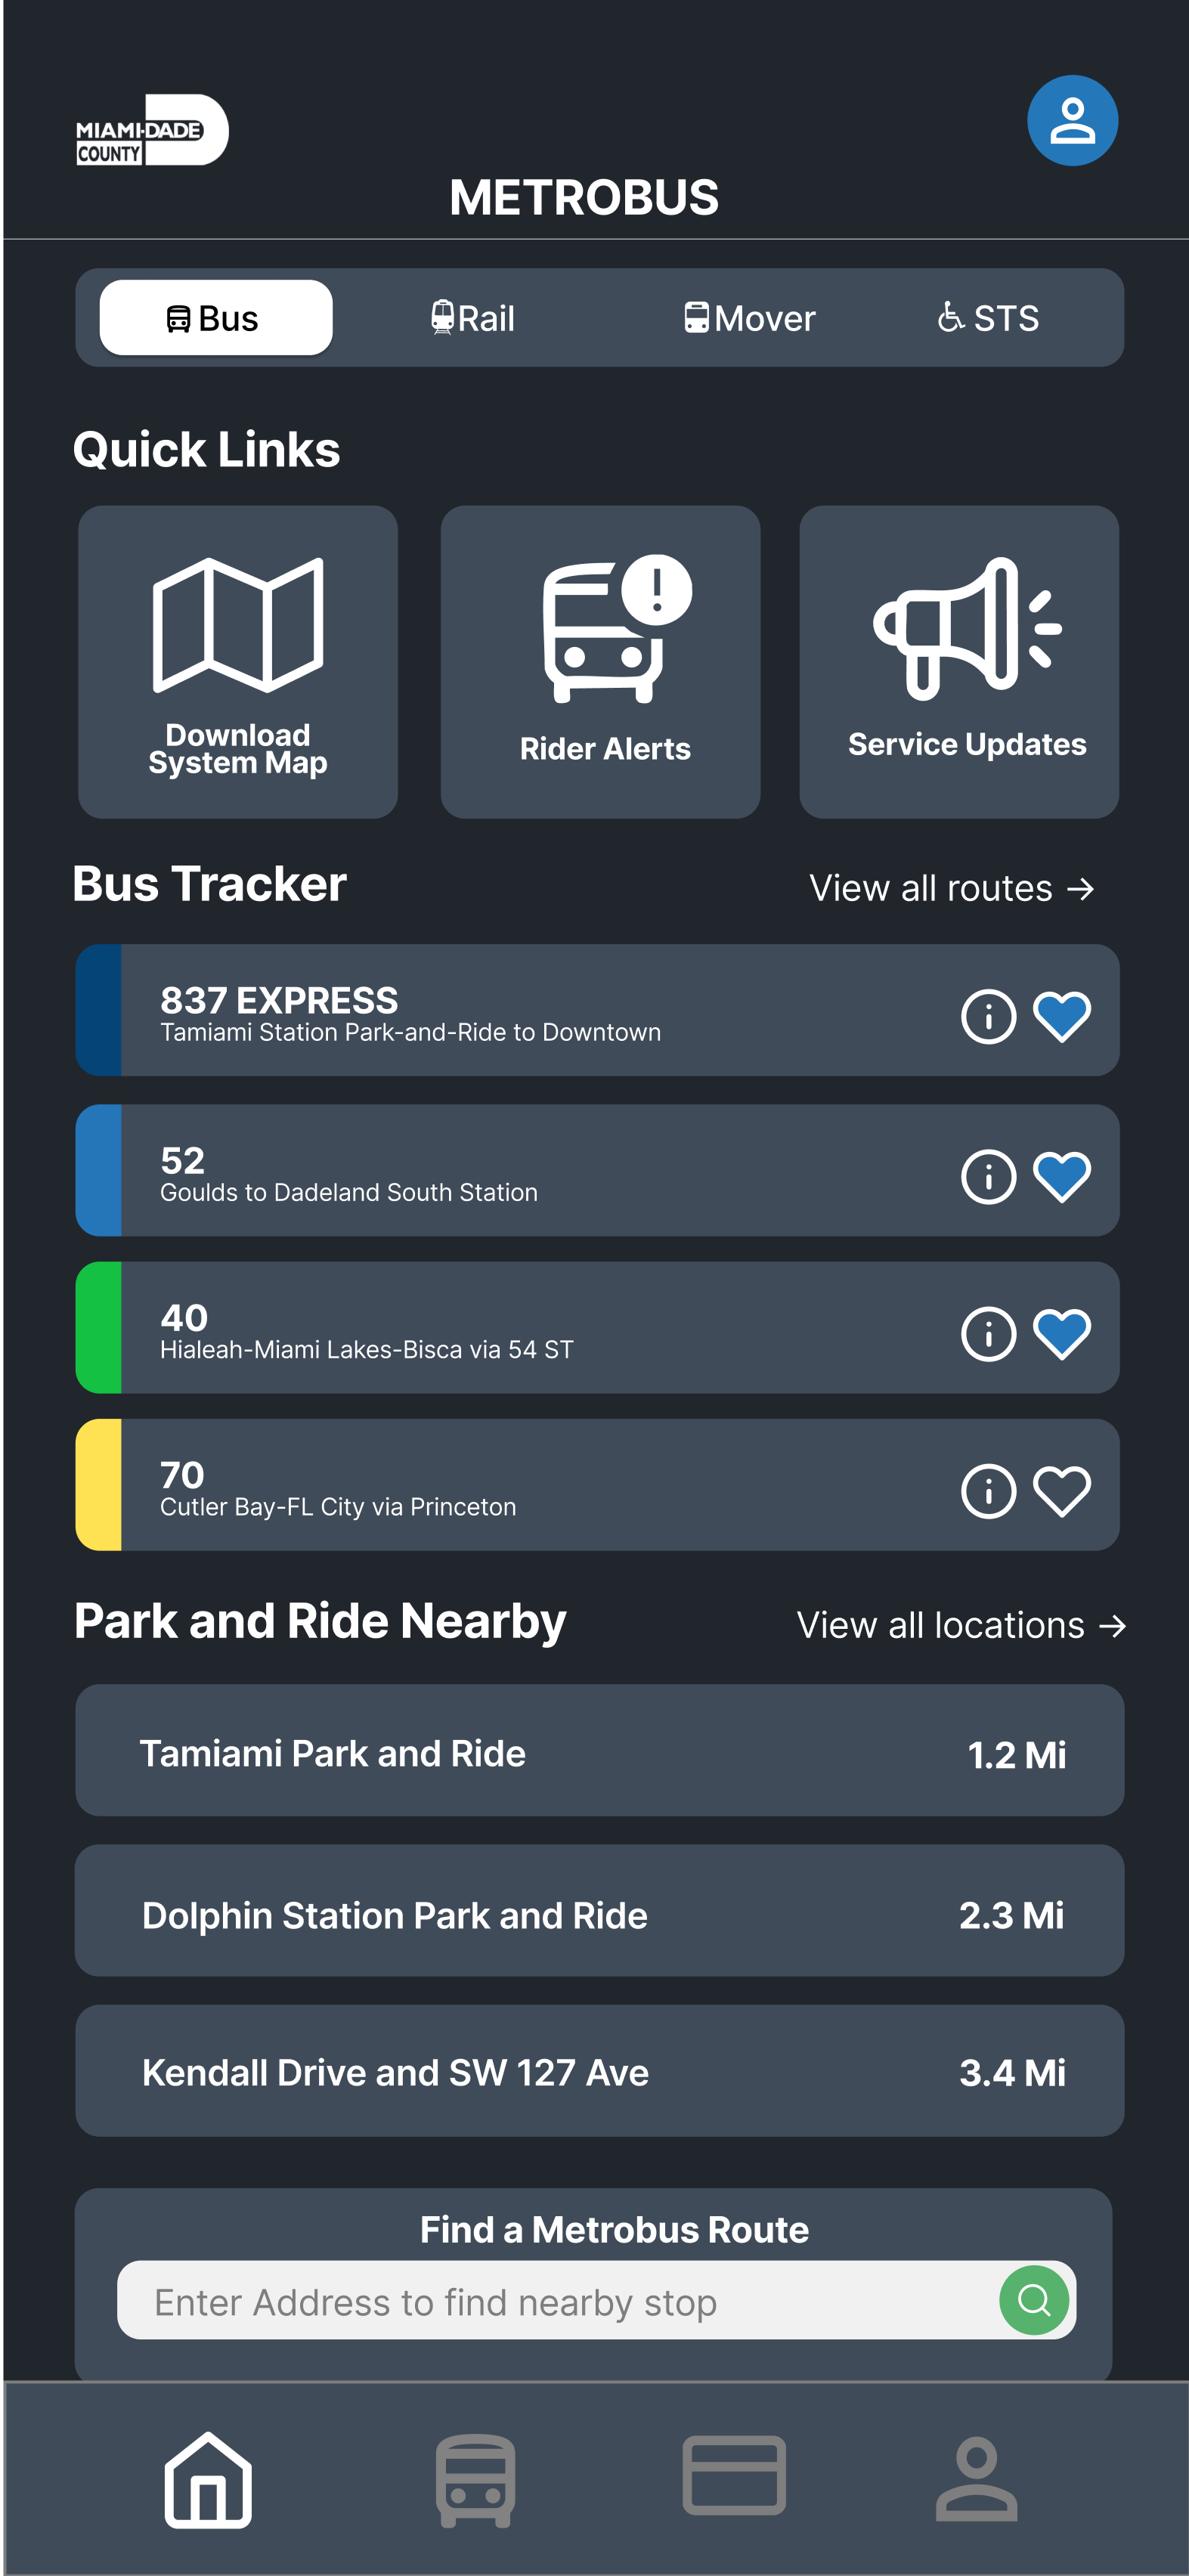 MIAMI-DADE
COUNTY
METROBUS
Bus
Rail
Mover
STS
Quick Links
Download
System Map
Rider Alerts
Service Updates
Bus Tracker
View all routes →
837 EXPRESS
Tamiami Station Park-and-Ride to Downtown
52
Goulds to Dadeland South Station
40
Hialeah-Miami Lakes-Bisca via 54 ST
70
Cutler Bay-FL City via Princeton
Park and Ride Nearby
View all locations →
Tamiami Park and Ride
1.2 Mi
Dolphin Station Park and Ride
2.3 Mi
Kendall Drive and SW 127 Ave
3.4 Mi
Find a Metrobus Route
Enter Address to find nearby stop